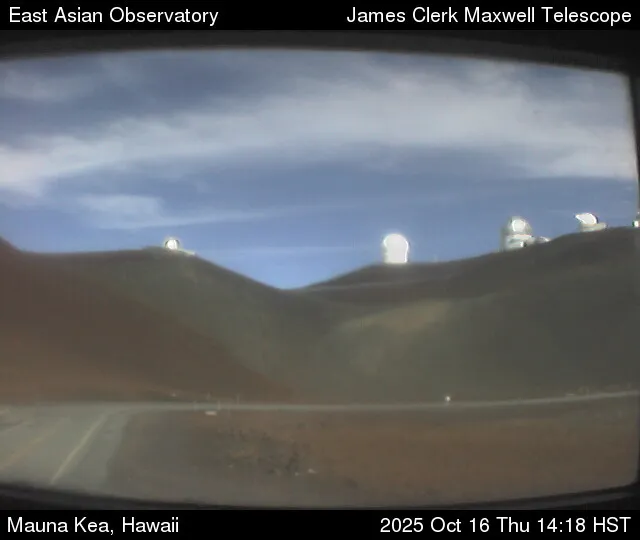 East Asian Observatory
James Clerk Maxwell Telescope
Mauna Kea, Hawaii
2025 Oct 16 Thu 14:18 HST